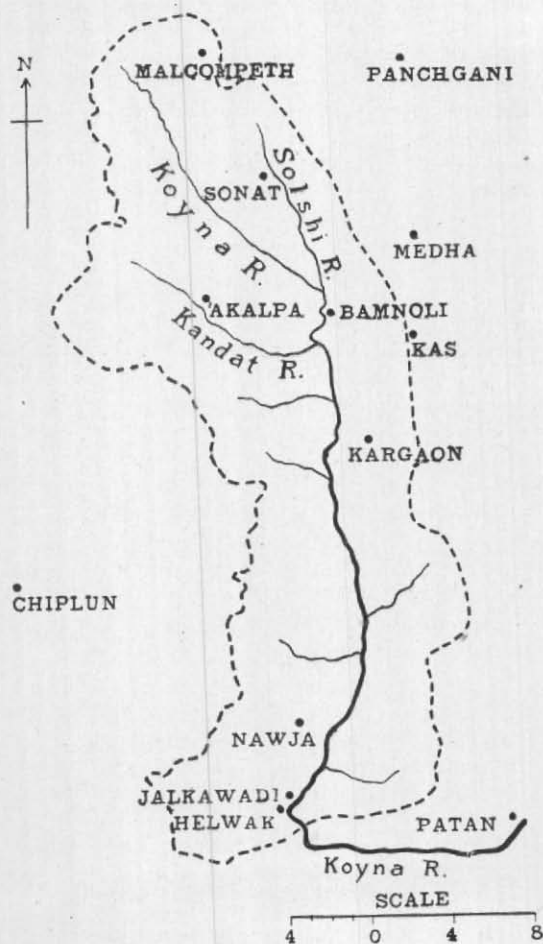 N
MALCOMPETH
PANCHGANI
Solshi R.
SONAT
Koyna R.
MEDHA
AKALPA
BAMNOLI
Kandat R.
KAS
KARGAON
CHIPLUN
NAWJA
JALKAWADI
HELWAK
PATAN
Koyna R.
SCALE
4 0 4 8